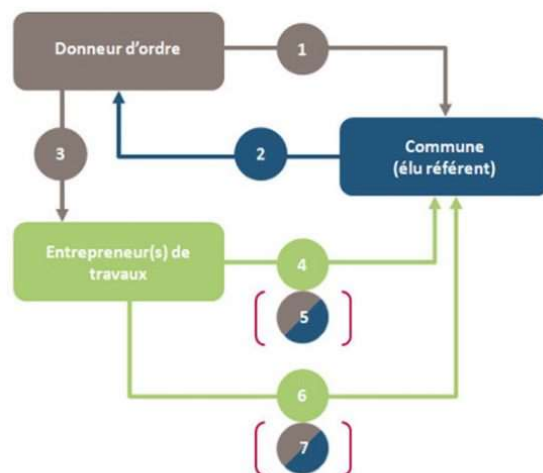 Donneur d'ordre
1
3
2
Commune
(élu référent)
Entrepreneur(s) de
travaux
4
5
6
7